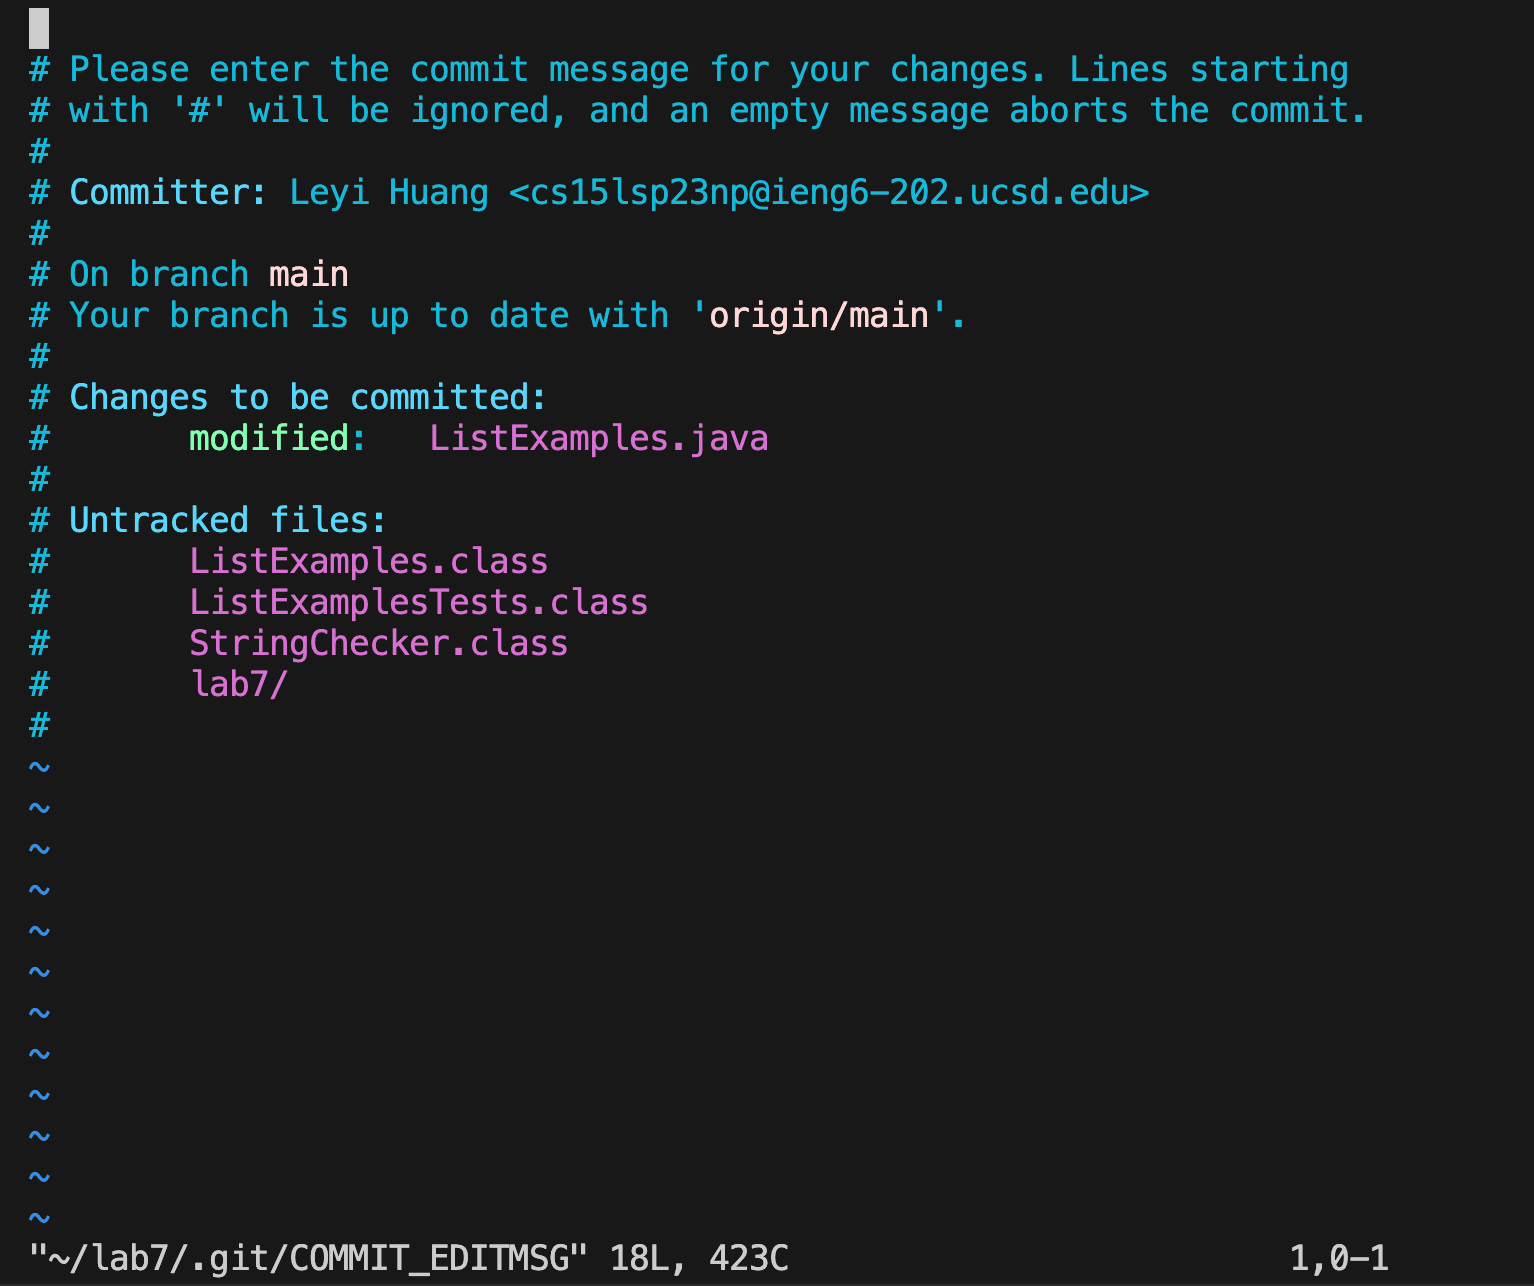 # Please enter the commit message for your changes. Lines starting
# with '#' will be ignored, and an empty message aborts the commit.
#
# Committer: Leyi Huang <cs15lsp23np@ieng6-202.ucsd.edu>
#
# On branch main
# Your branch is up to date with 'origin/main'.
#
# Changes to be committed:
#       modified:   ListExamples.java
#
# Untracked files:
#       ListExamples.class
#       ListExamplesTests.class
#       StringChecker.class
#       lab7/
#
~
~
~
~
~
~
~
~
~
~
~
~
"~/lab7/.git/COMMIT_EDITMSG" 18L, 423C                         1,0-1